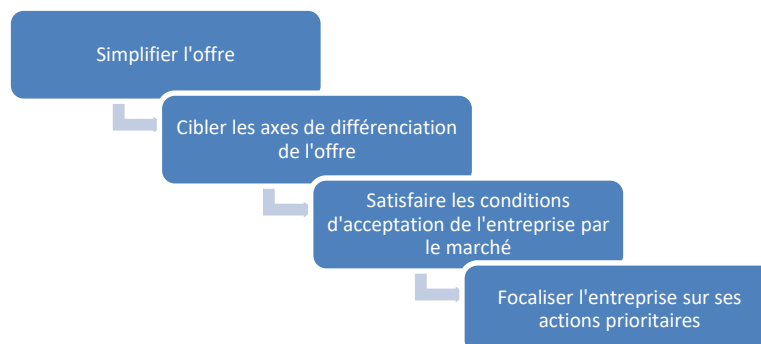 Simplifier l'offre
Cibler les axes de différenciation
de l'offre
Satisfaire les conditions
d'acceptation de l'entreprise par
le marché
Focaliser l'entreprise sur ses
actions prioritaires